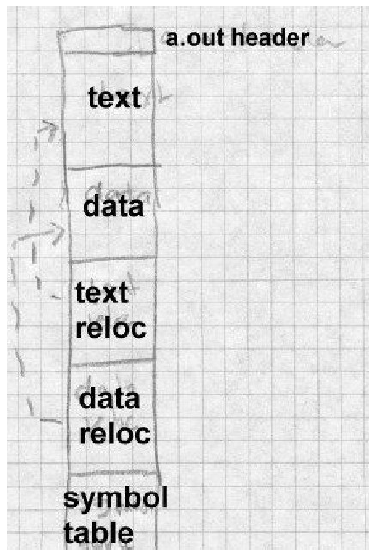 a.out header
text
data
text
reloc
data
reloc
symbol
table